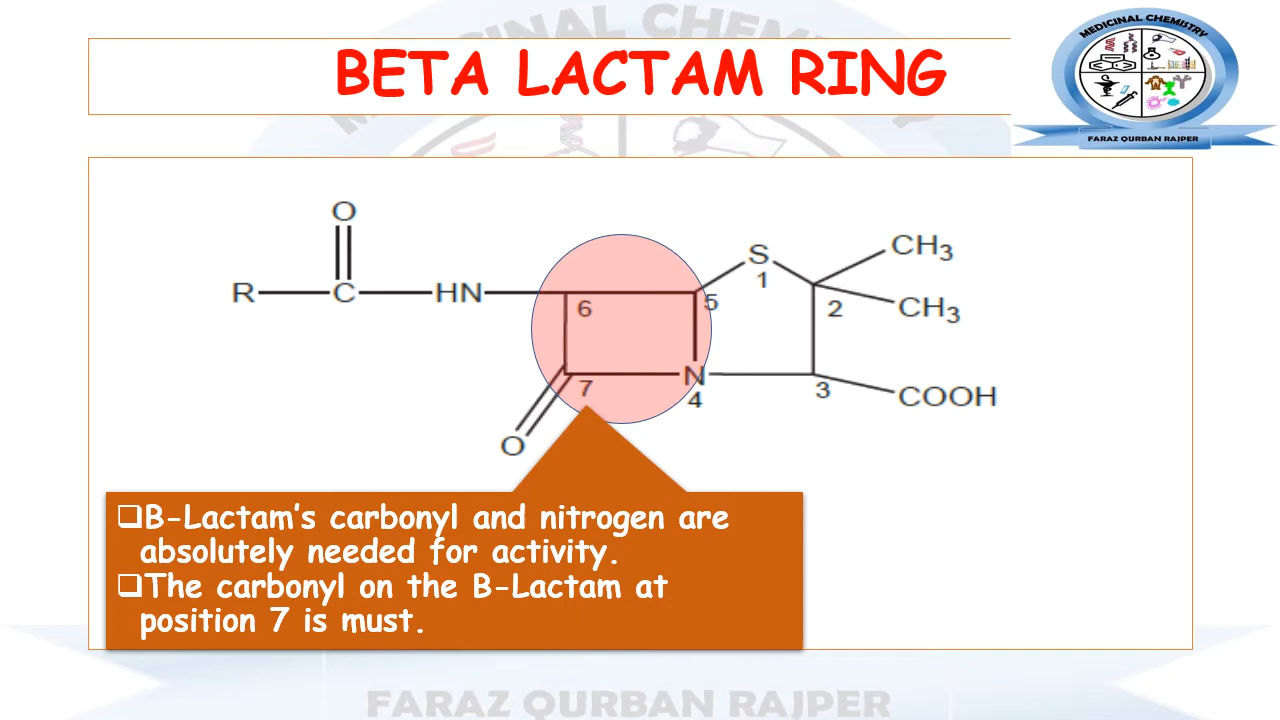 BETA LACTAM RING
MEDICINAL CHEMISTRY
FARAZ QURBAN RAJPER
O
R C HN 6 5 S 1 2 CH3
CH3
7 N 4 3 COOH
O
❑B-Lactam's carbonyl and nitrogen are
absolutely needed for activity.
❑The carbonyl on the B-Lactam at
position 7 is must.
FARAZ QURBAN RAJPER